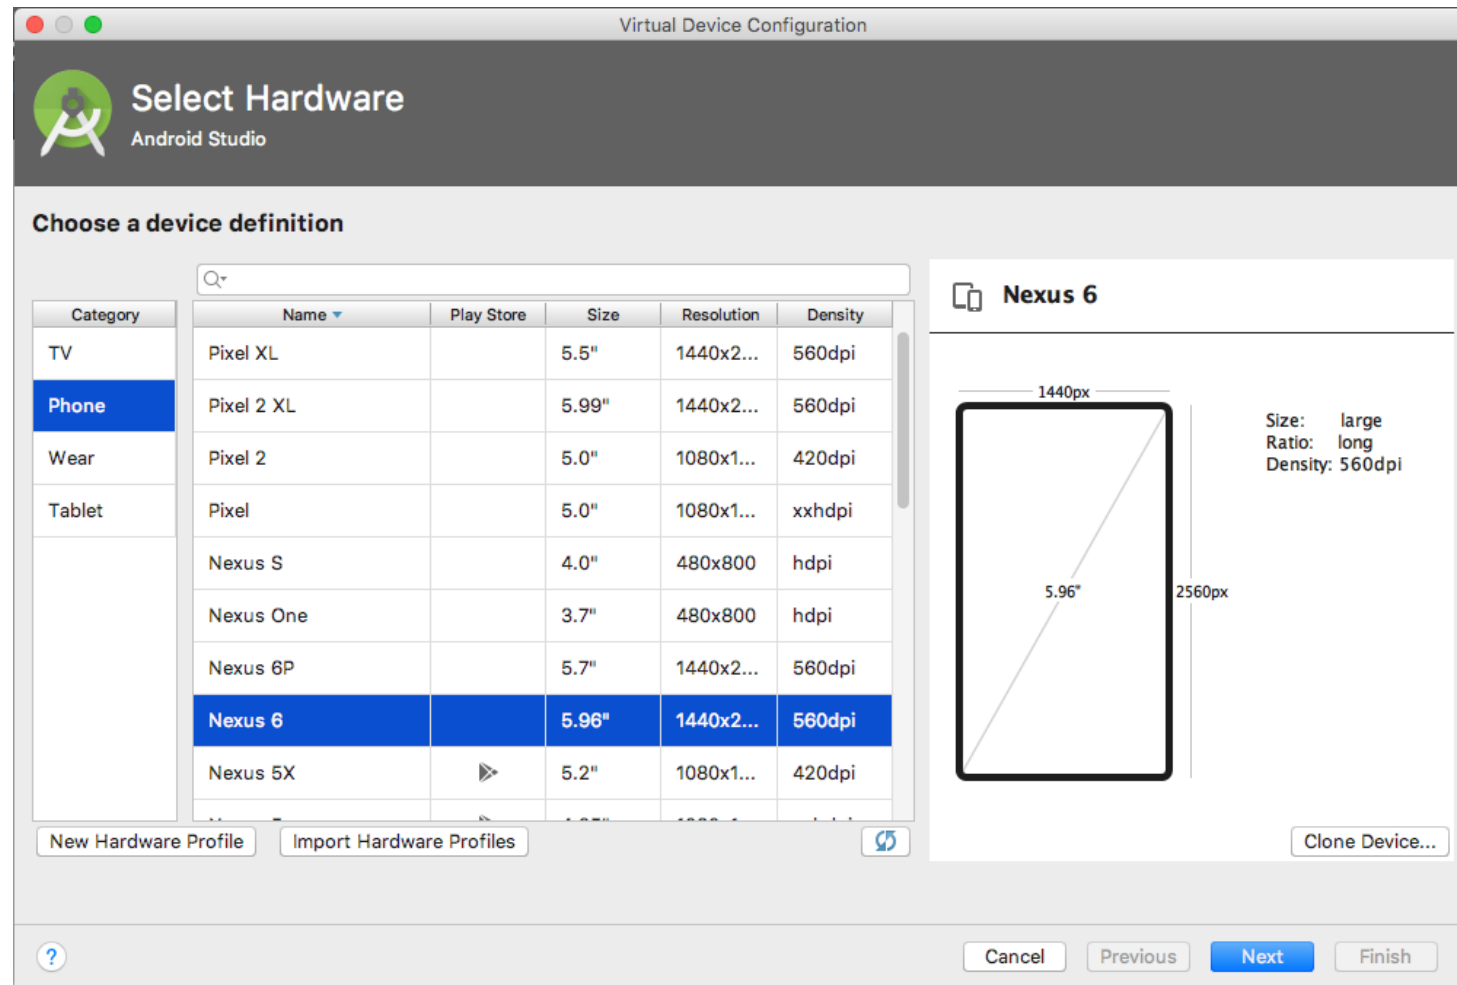 Virtual Device Configuration
Select Hardware
Android Studio
Choose a device definition
Category
TV
Phone
Wear
Tablet
Name Play Store Size Resolution Density
Pixel XL 5.5" 1440x2... 560dpi
Pixel 2 XL 5.99" 1440x2... 560dpi
Pixel 2 5.0" 1080x1... 420dpi
Pixel 5.0" 1080x1... xxhdpi
Nexus S 4.0" 480x800 hdpi
Nexus One 3.7" 480x800 hdpi
Nexus 6P 5.7" 1440x2... 560dpi
Nexus 6 5.96" 1440x2... 560dpi
Nexus 5X 5.2" 1080x1... 420dpi
New Hardware Profile Import Hardware Profiles
Nexus 6
1440px
5.96"
2560px
Size: large
Ratio: long
Density: 560dpi
Clone Device...
? Cancel Previous Next Finish